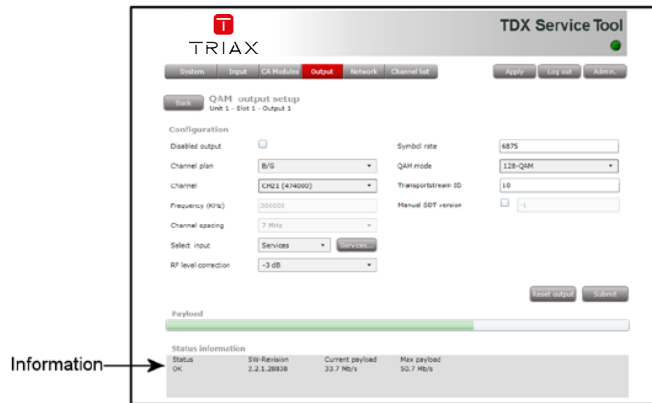 TDX Service Tool
T
TRIAX
System Input CA Modules Output Network Channel list Apply Log out Admin.
Back QAM output setup
Unit 1 - Slot 1 - Output 1
Configuration
Disabled output Symbol rate 6875
Channel plan B/G QAM mode 128-QAM
Channel CH21 (474000) Transportstream ID 10
Frequency (KHz) 306000 Manual SDT version -1
Channel spacing 7 MHz
Select input Services Services...
RF level correction -3 dB
Reset output Submit
Payload
Status information
Information
Status SW-Revision Current payload Max payload
OK 2.2.1.28838 33.7 Mb/s 50.7 Mb/s